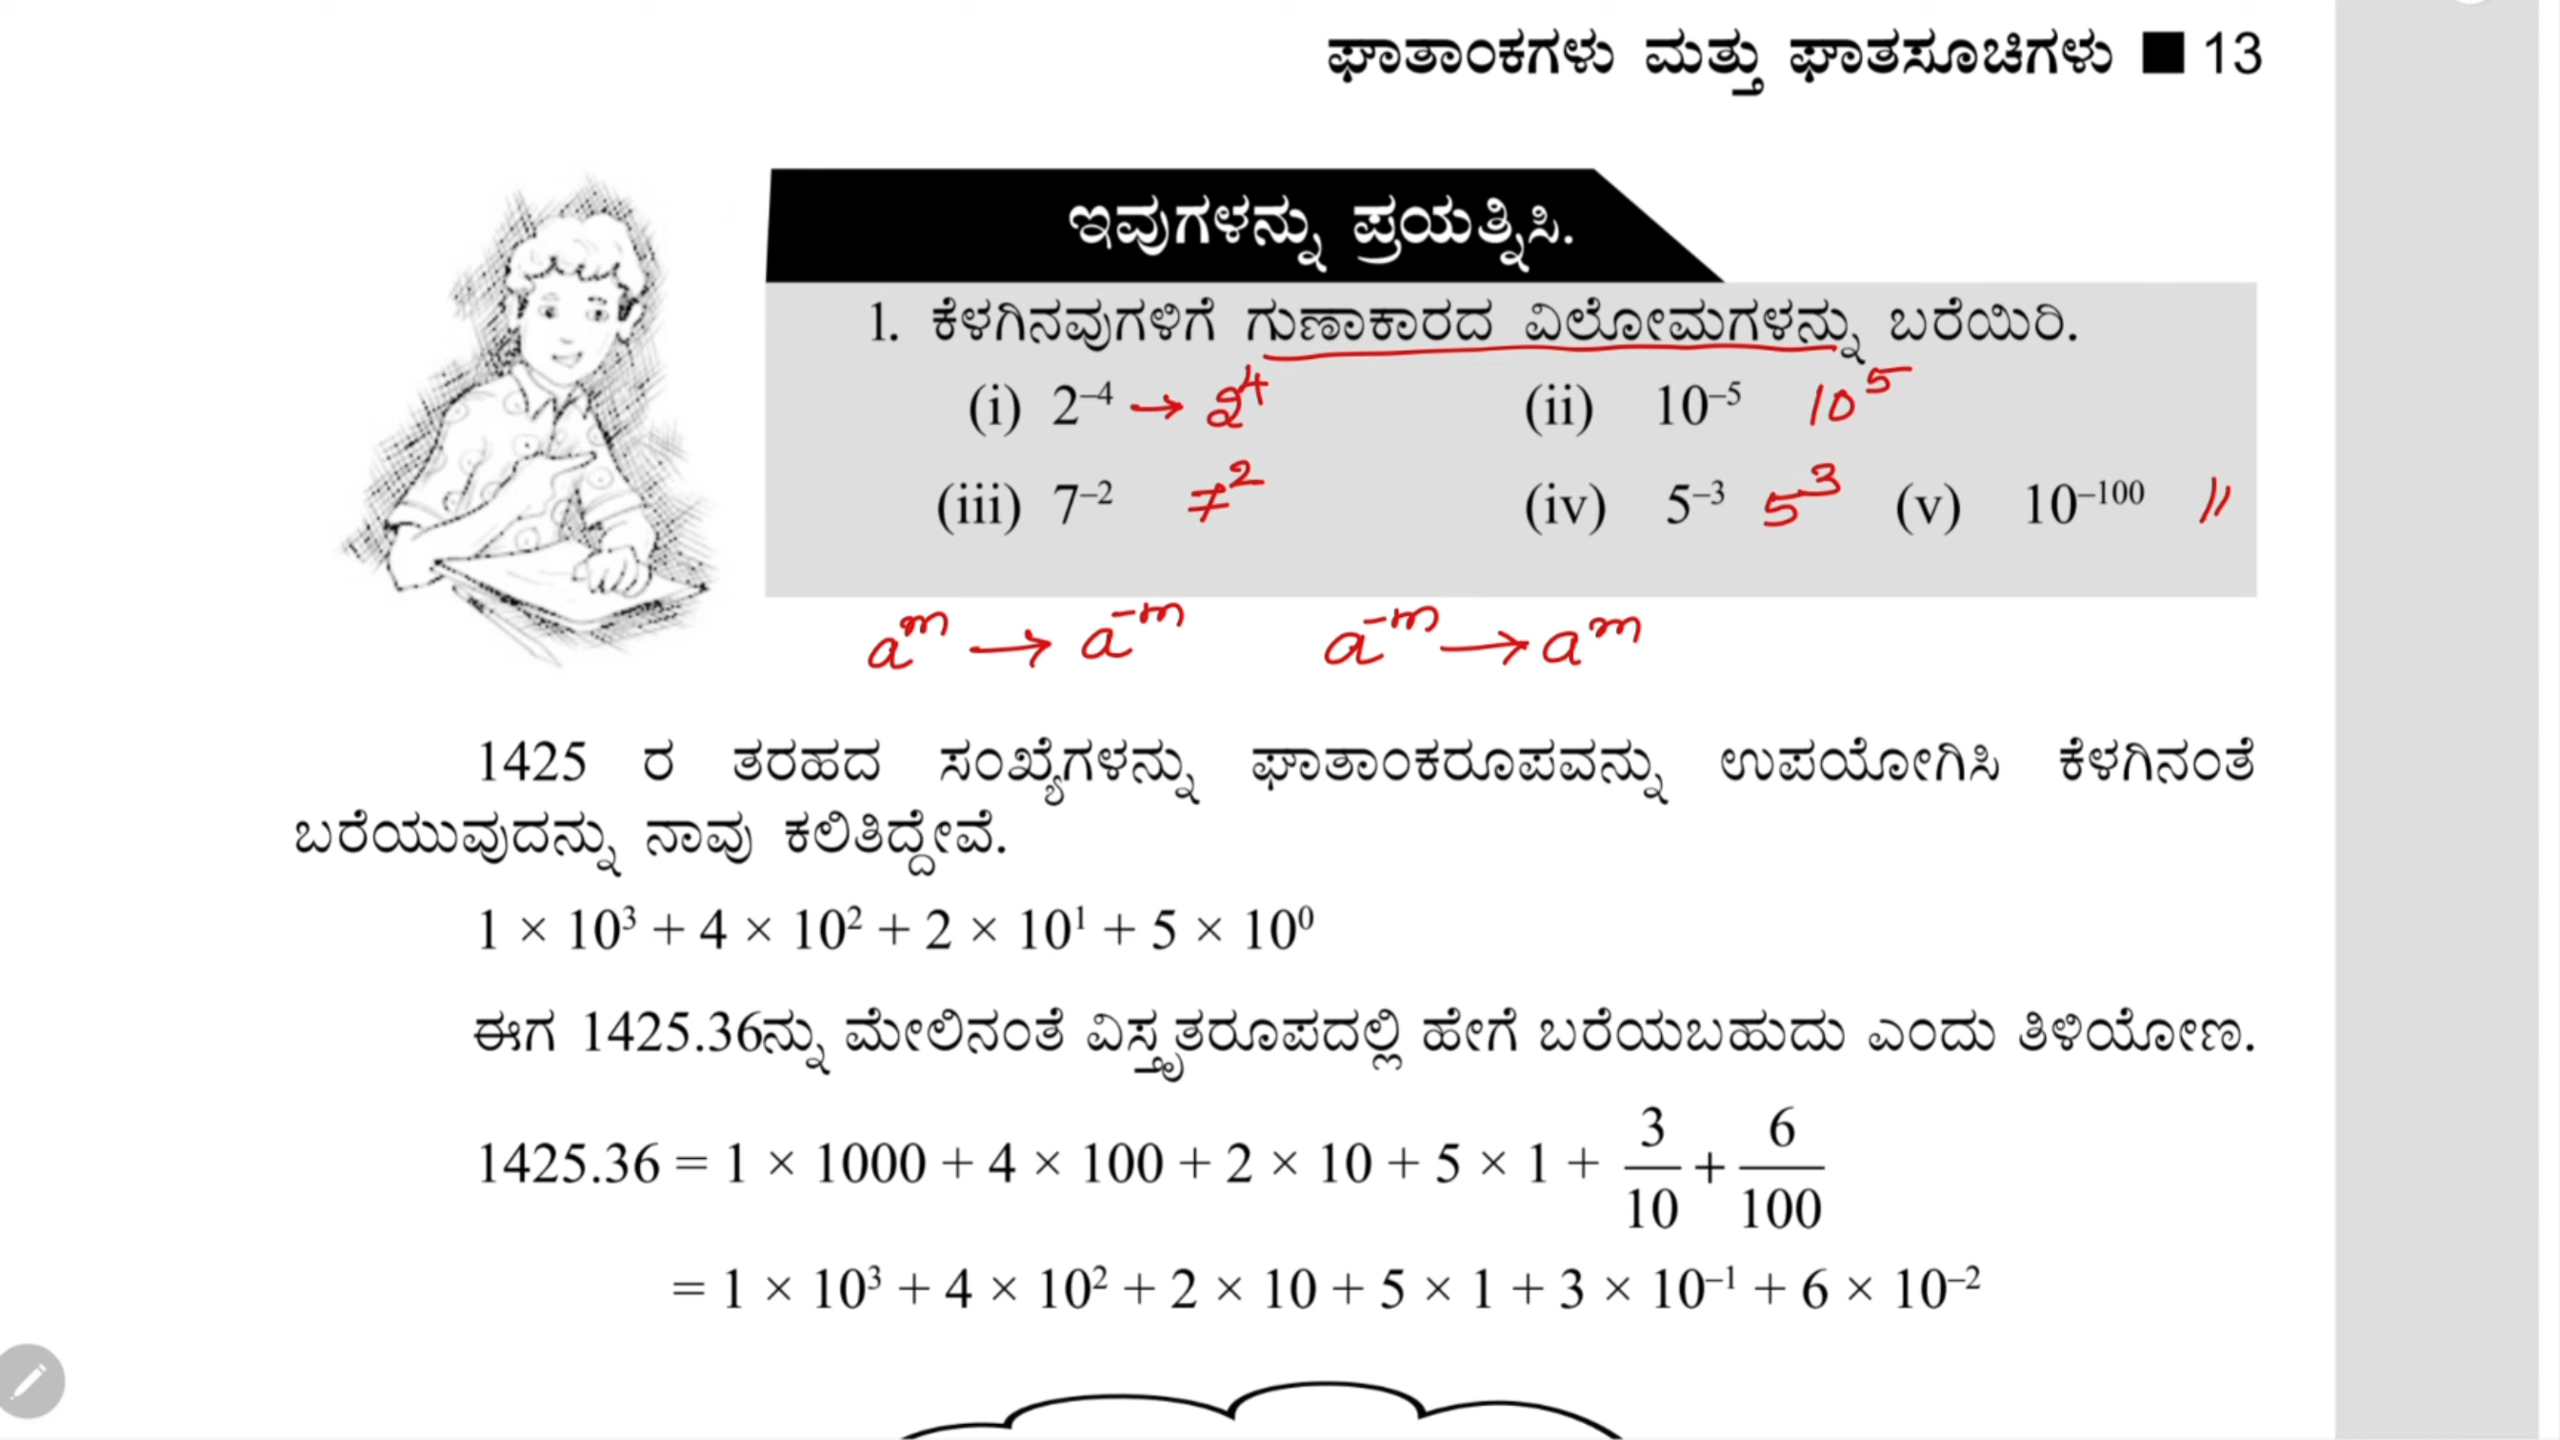 ಘಾತಾಂಕಗಳು ಮತ್ತು ಘಾತಸೂಚಿಗಳು ■ 13
ಇವುಗಳನ್ನು ಪ್ರಯತ್ನಿಸಿ.
1. ಕೆಳಗಿನವುಗಳಿಗೆ ಗುಣಾಕಾರದ ವಿಲೋಮಗಳನ್ನು ಬರೆಯಿರಿ.
(i) 2⁻⁴ → 2⁴ (ii) 10⁻⁵ 10⁵
(iii) 7⁻² 7² (iv) 5⁻³ 5³ (v) 10⁻¹⁰⁰ //
aᵐ → a⁻ᵐ a⁻ᵐ → aᵐ
1425 ರ ತರಹದ ಸಂಖ್ಯೆಗಳನ್ನು ಘಾತಾಂಕರೂಪವನ್ನು ಉಪಯೋಗಿಸಿ ಕೆಳಗಿನಂತೆ
ಬರೆಯುವುದನ್ನು ನಾವು ಕಲಿತಿದ್ದೇವೆ.
1 × 10³ + 4 × 10² + 2 × 10¹ + 5 × 10⁰
ಈಗ 1425.36ನ್ನು ಮೇಲಿನಂತೆ ವಿಸ್ತೃತರೂಪದಲ್ಲಿ ಹೇಗೆ ಬರೆಯಬಹುದು ಎಂದು ತಿಳಿಯೋಣ.
1425.36 = 1 × 1000 + 4 × 100 + 2 × 10 + 5 × 1 + 3/10 + 6/100
= 1 × 10³ + 4 × 10² + 2 × 10 + 5 × 1 + 3 × 10⁻¹ + 6 × 10⁻²